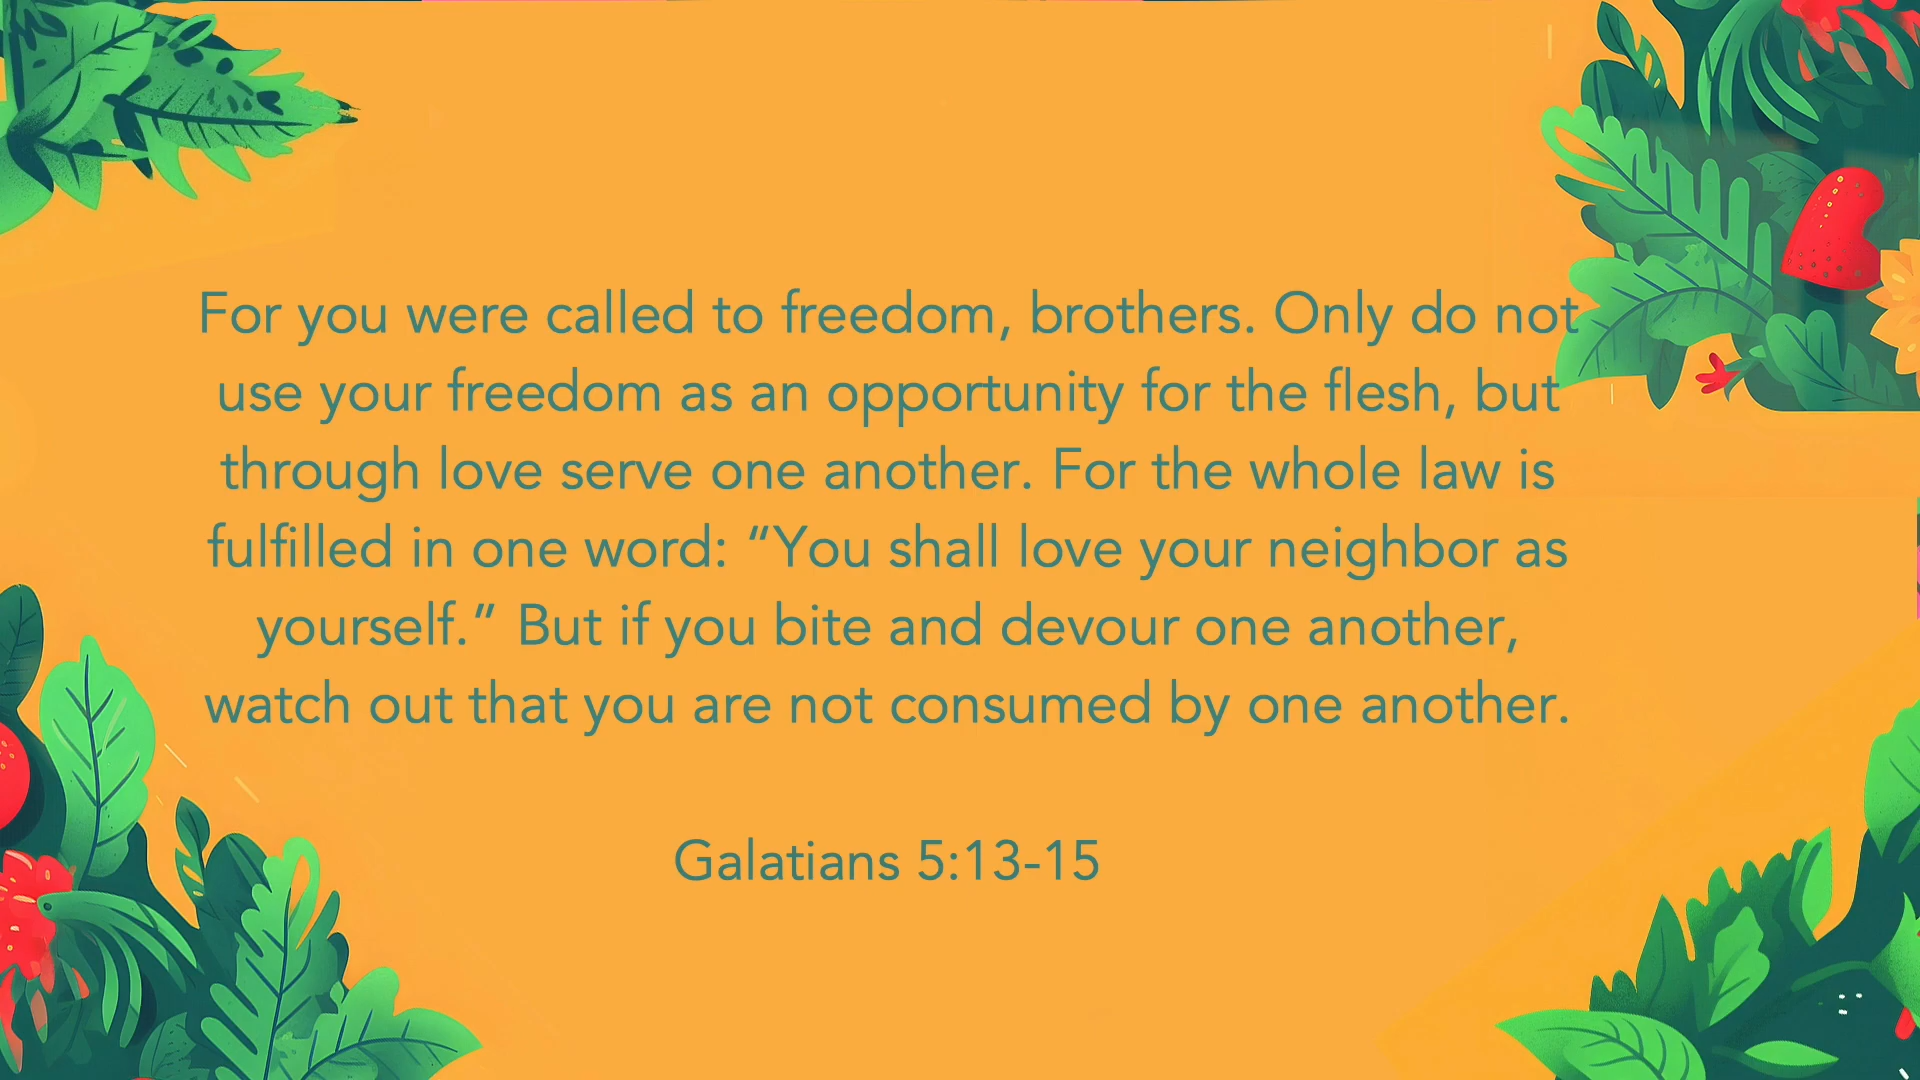 For you were called to freedom, brothers. Only do not
use your freedom as an opportunity for the flesh, but
through love serve one another. For the whole law is
fulfilled in one word: “You shall love your neighbor as
yourself.” But if you bite and devour one another,
watch out that you are not consumed by one another.
Galatians 5:13-15